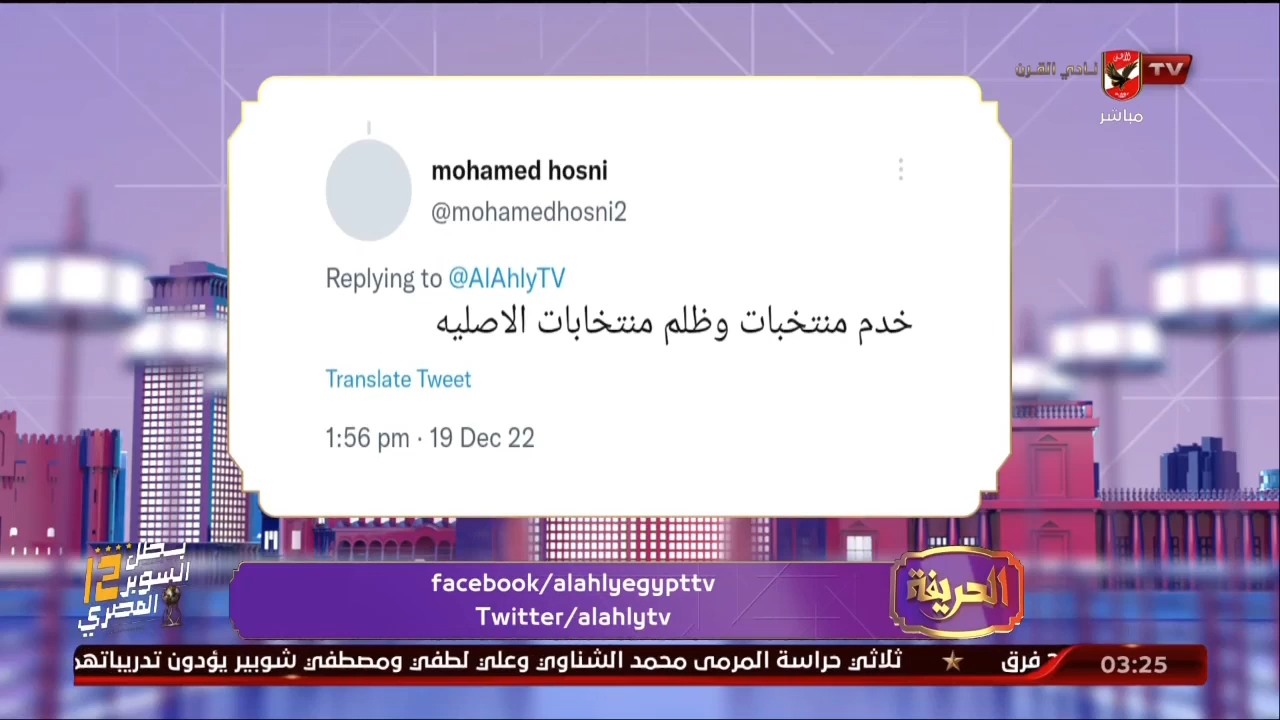 نادي القرن
TV
مباشر
mohamed hosni
@mohamedhosni2
Replying to @AlAhlyTV
خدم منتخبات وظلم منتخابات الاصليه
Translate Tweet
1:56 pm · 19 Dec 22
بطل
السوبر 12
المصري
facebook/alahlyegypttv
Twitter/alahlytv
الحريفة
فرق ثلاثي حراسة المرمى محمد الشناوي وعلي لطفي ومصطفي شوبير يؤدون تدريباتهم
03:25